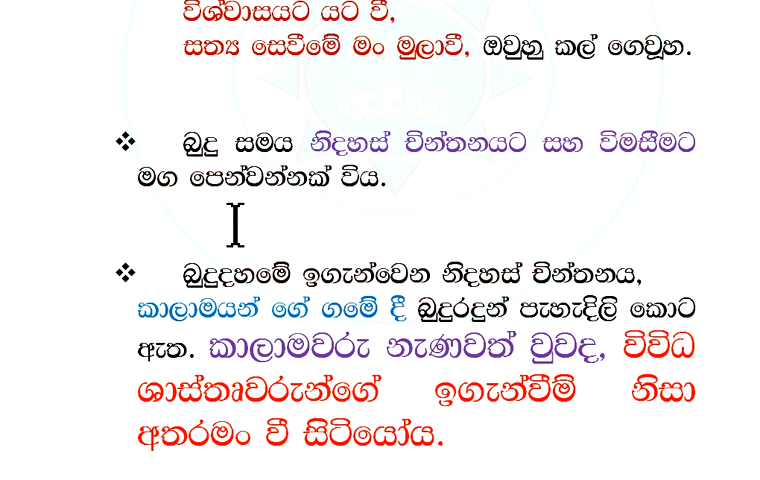 විශ්වාසයට යට වී,
සත්‍ය සෙවීමේ මං මුලාවී, ඔවුහු කල් ගෙවූහ.
❖ බුදු සමය නිදහස් චින්තනයට සහ විමසීමට
මග පෙන්වන්නක් විය.
❖ බුදුදහමේ ඉගැන්වෙන නිදහස් චින්තනය,
කාලාමයන් ගේ ගමේ දී බුදුරදුන් පැහැදිලි කොට
ඇත. කාලාමවරු නැණවත් වුවද, විවිධ
ශාස්තෘවරුන්ගේ ඉගැන්වීම් නිසා
අතරමං වී සිටියෝය.